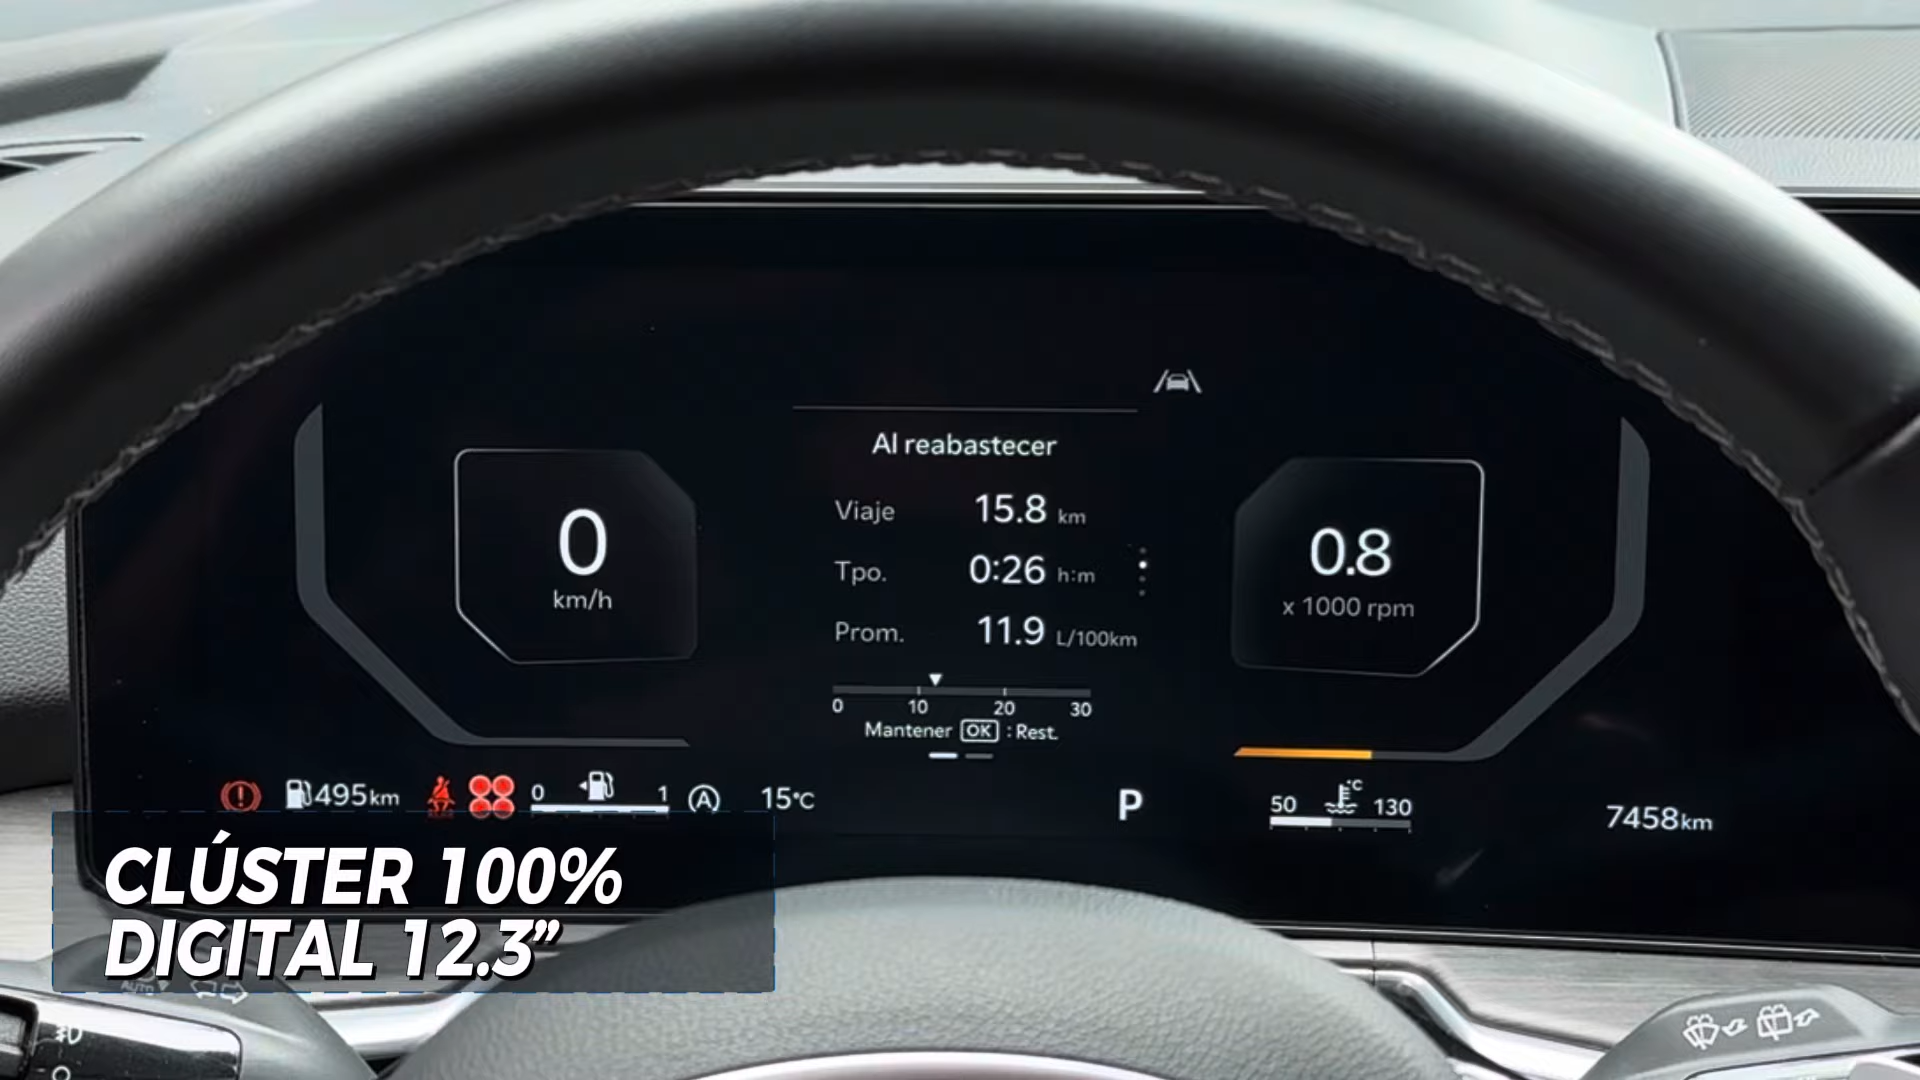 Al reabastecer
Viaje 15.8 km
Tpo. 0:26 h:m
Prom. 11.9 L/100km
0 10 20 30
Mantener OK : Rest.
0
km/h
0.8
x 1000 rpm
495km
0 1
A
15°C
P
50 °C 130
7458km
CLÚSTER 100%
DIGITAL 12.3”
AUTO